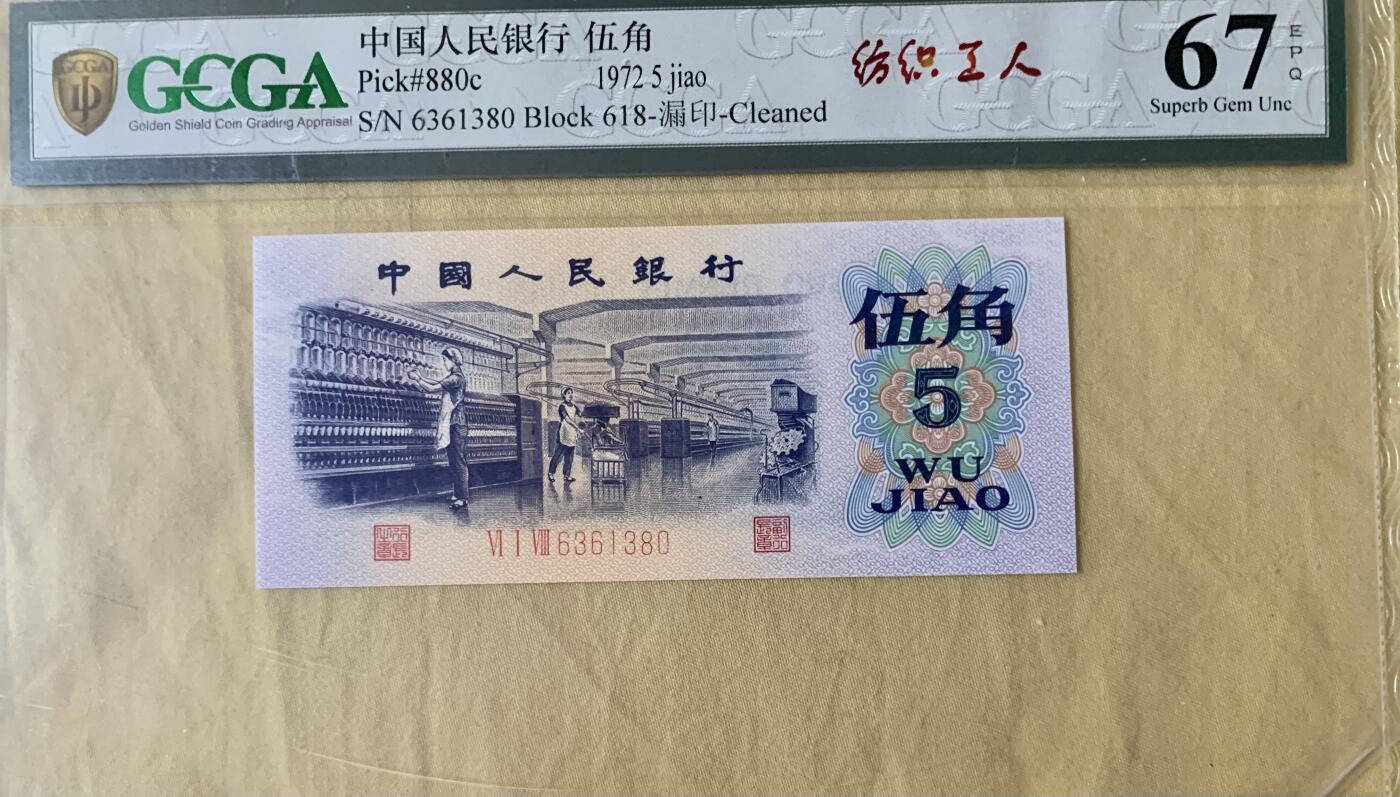 GCGA
GCGA
Golden Shield Coin Grading Appraisal
中国人民银行 伍角
Pick#880c 1972 5 jiao
S/N 6361380 Block 618-漏印-Cleaned
纺织工人
67
EPQ
Superb Gem Unc
中國人民銀行
伍角
5
WU
JIAO
VI I VIII 6361380